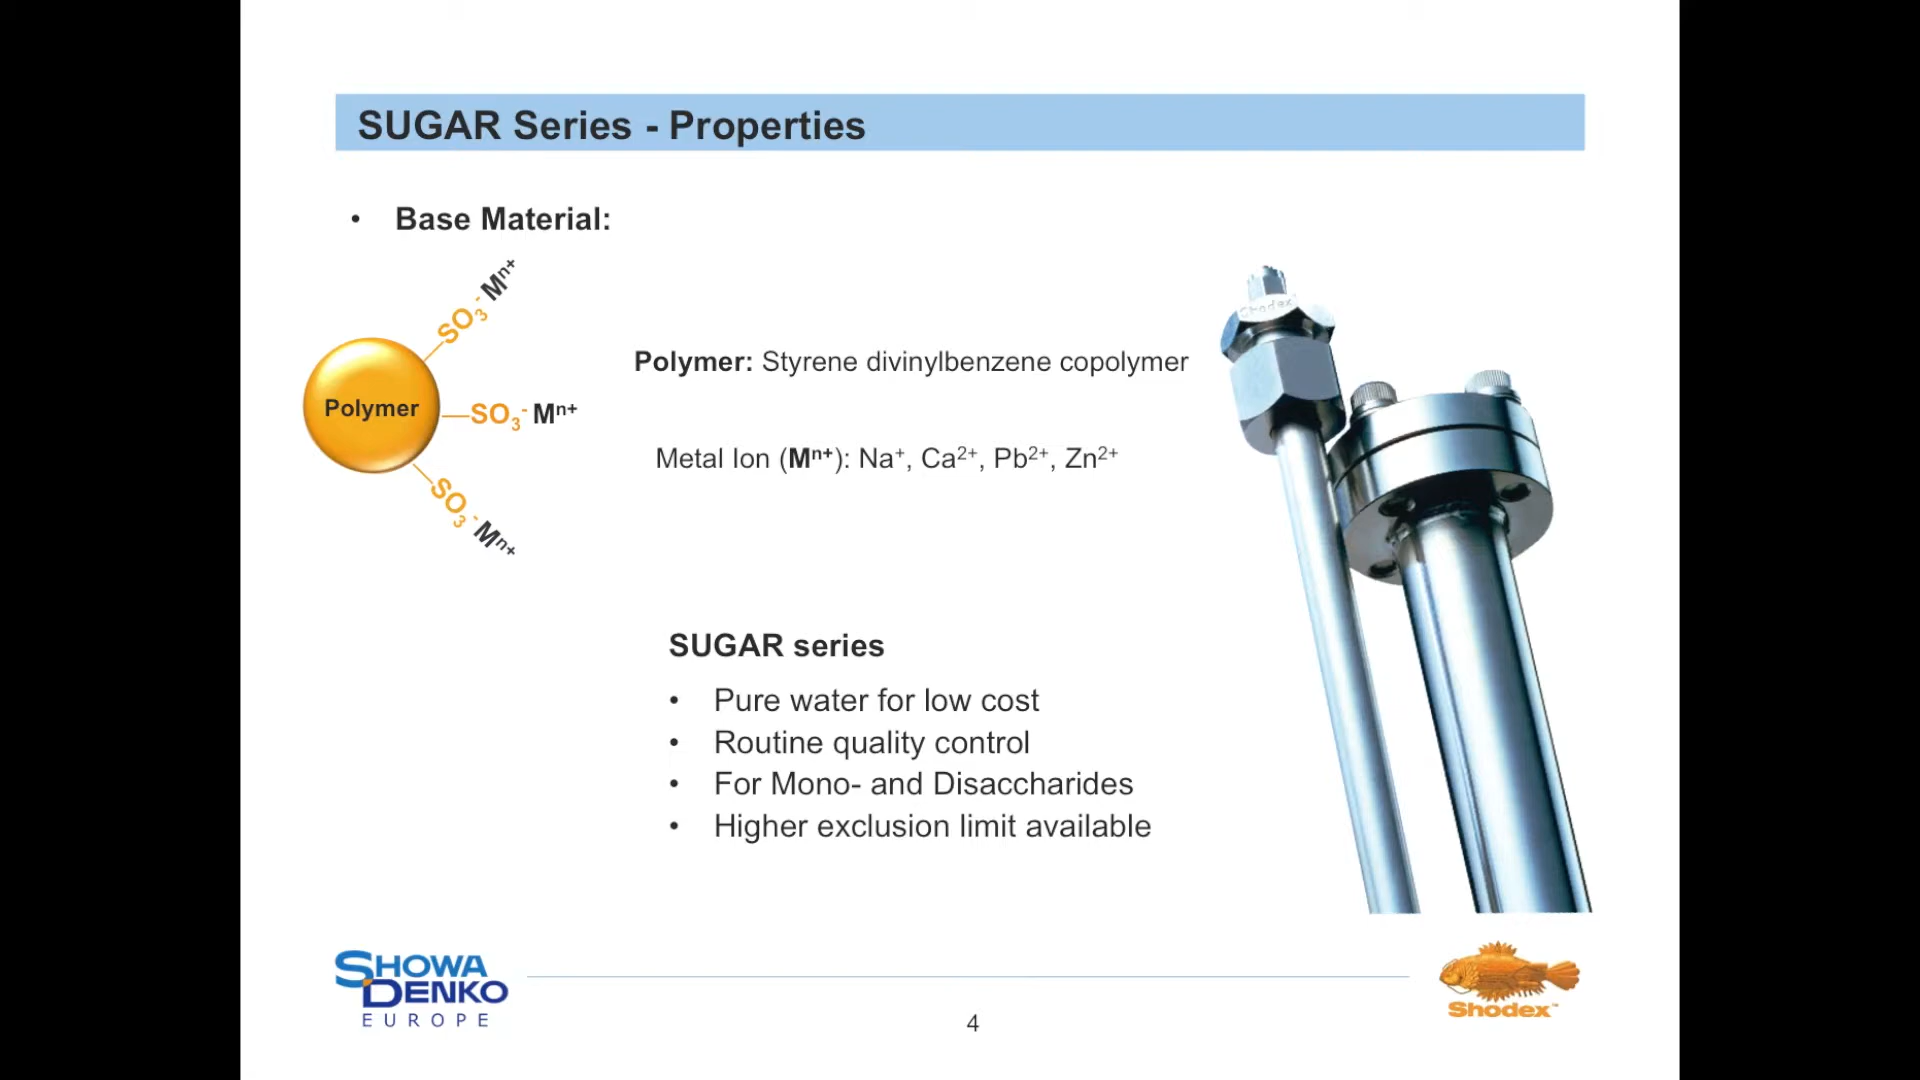 SUGAR Series - Properties
• Base Material:
SO₃⁻ Mⁿ⁺
Polymer
SO₃⁻ Mⁿ⁺
SO₃⁻ Mⁿ⁺
Polymer: Styrene divinylbenzene copolymer
Metal Ion (Mⁿ⁺): Na⁺, Ca²⁺, Pb²⁺, Zn²⁺
Shodex
SUGAR series
• Pure water for low cost
• Routine quality control
• For Mono- and Disaccharides
• Higher exclusion limit available
SHOWA
DENKO
EUROPE
4
Shodex™